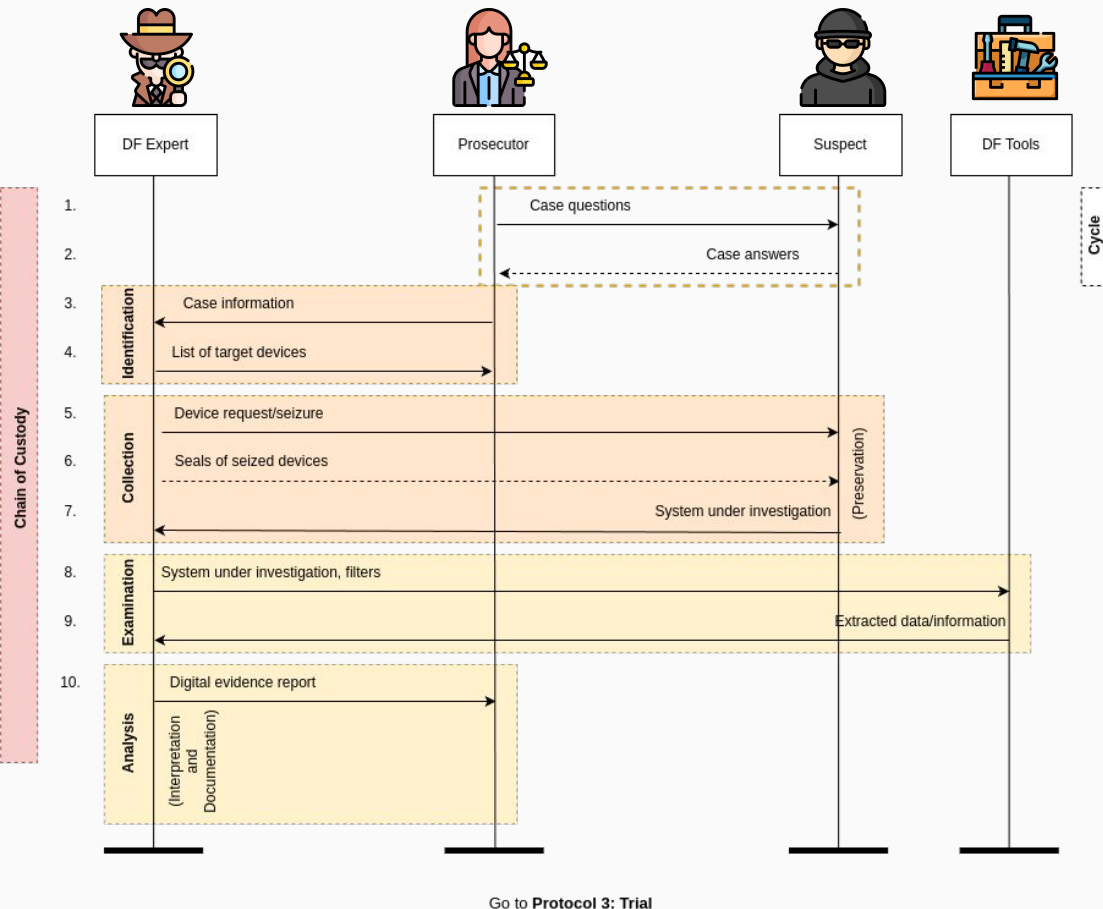 DF Expert
Prosecutor
Suspect
DF Tools
Chain of Custody
Cycle
1.
Case questions
2.
Case answers
Identification
3.
Case information
4.
List of target devices
Collection
5.
Device request/seizure
6.
Seals of seized devices
7.
System under investigation
(Preservation)
Examination
8.
System under investigation, filters
9.
Extracted data/information
Analysis
10.
Digital evidence report
(Interpretation
and
Documentation)
Go to Protocol 3: Trial